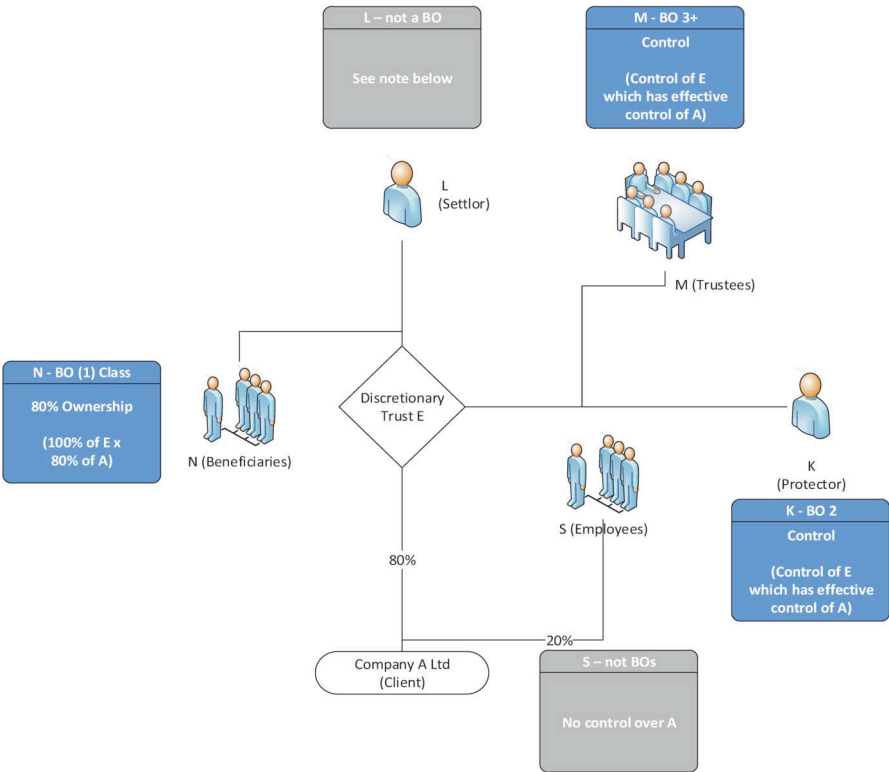 L – not a BO
See note below
M - BO 3+
Control
(Control of E
which has effective
control of A)
L
(Settlor)
M (Trustees)
N - BO (1) Class
80% Ownership
(100% of E x
80% of A)
N (Beneficiaries)
Discretionary
Trust E
K
(Protector)
S (Employees)
K - BO 2
Control
(Control of E
which has effective
control of A)
80%
20%
Company A Ltd
(Client)
S – not BOs
No control over A